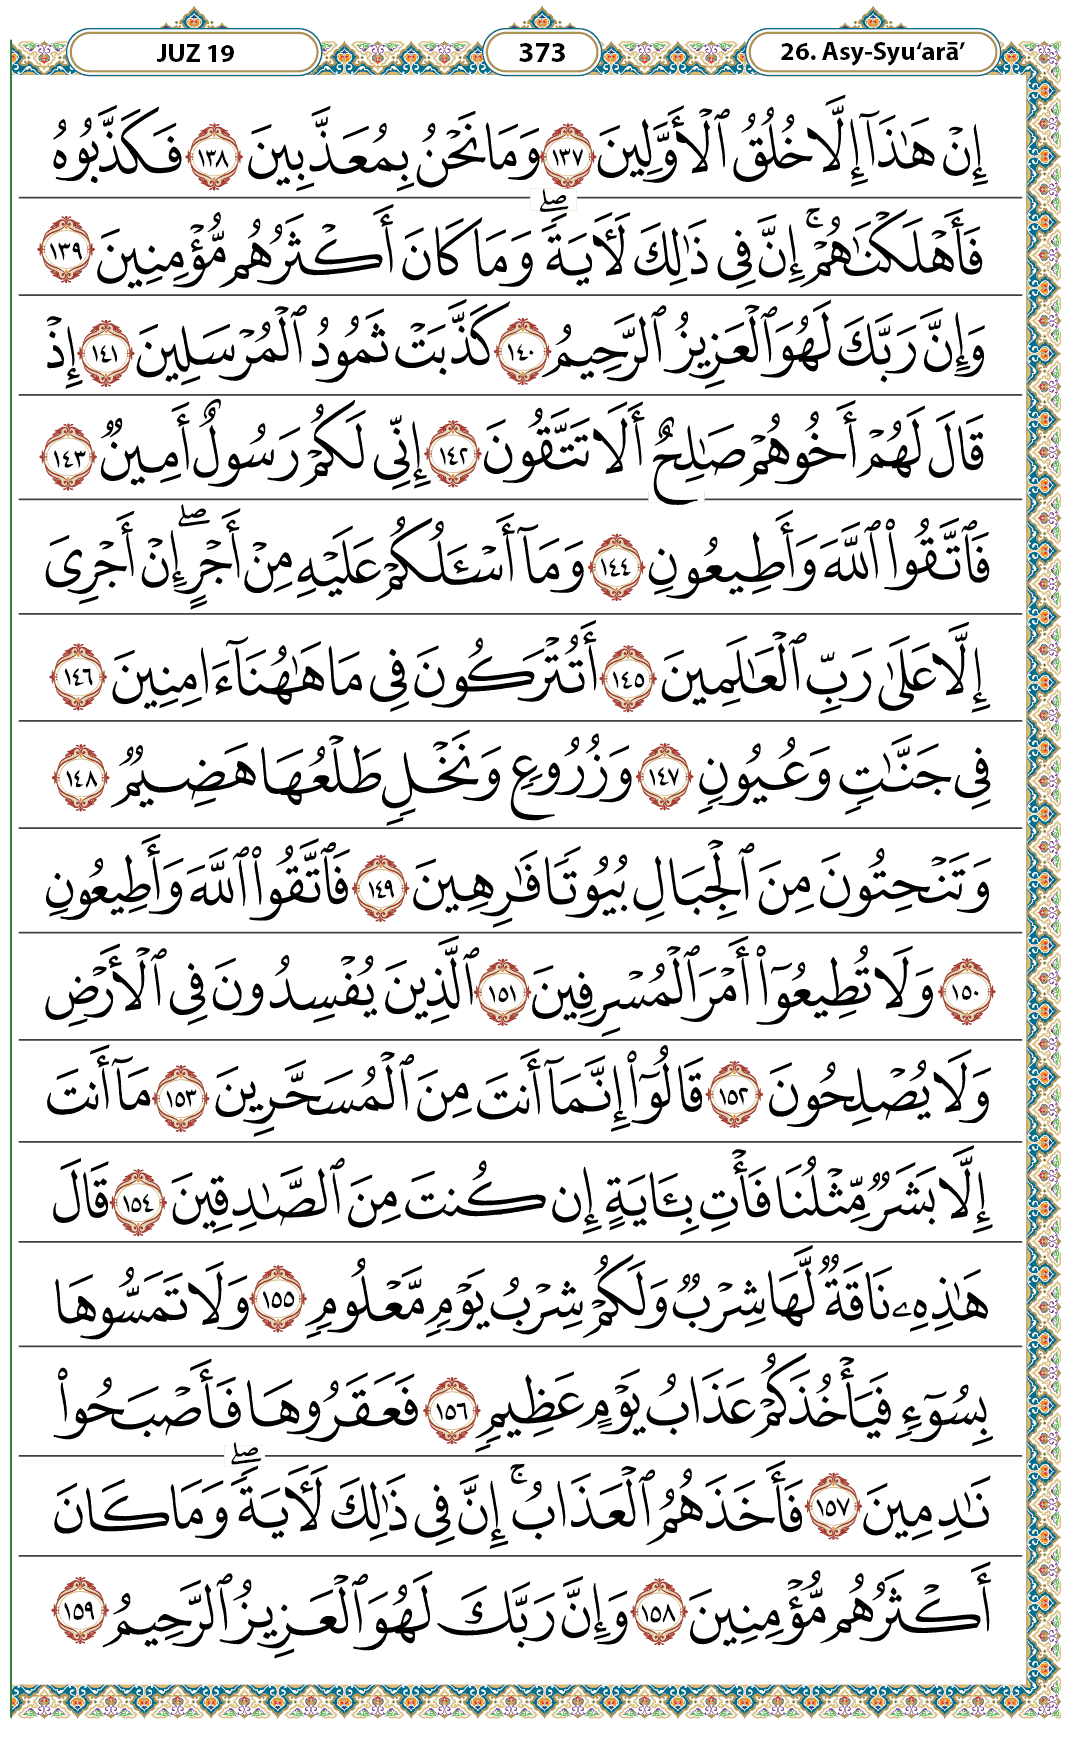 JUZ 19
373
26. Asy-Syu‘arā’
إِنْ هَٰذَآ إِلَّا خُلُقُ ٱلْأَوَّلِينَ ١٣٧ وَمَا نَحْنُ بِمُعَذَّبِينَ ١٣٨ فَكَذَّبُوهُ
فَأَهْلَكْنَٰهُمْۚ إِنَّ فِى ذَٰلِكَ لَءَايَةًۖ وَمَا كَانَ أَكْثَرُهُم مُّؤْمِنِينَ ١٣٩
وَإِنَّ رَبَّكَ لَهُوَ ٱلْعَزِيزُ ٱلرَّحِيمُ ١٤٠ كَذَّبَتْ ثَمُودُ ٱلْمُرْسَلِينَ ١٤١ إِذْ
قَالَ لَهُمْ أَخُوهُمْ صَٰلِحٌ أَلَا تَتَّقُونَ ١٤٢ إِنِّى لَكُمْ رَسُولٌ أَمِينٌ ١٤٣
فَٱتَّقُوا۟ ٱللَّهَ وَأَطِيعُونِ ١٤٤ وَمَآ أَسْـَٔلُكُمْ عَلَيْهِ مِنْ أَجْرٍۖ إِنْ أَجْرِىَ
إِلَّا عَلَىٰ رَبِّ ٱلْعَٰلَمِينَ ١٤٥ أَتُتْرَكُونَ فِى مَا هَٰهُنَآ ءَامِنِينَ ١٤٦
فِى جَنَّٰتٍ وَعُيُونٍ ١٤٧ وَزُرُوعٍ وَنَخْلٍ طَلْعُهَا هَضِيمٌ ١٤٨
وَتَنْحِتُونَ مِنَ ٱلْجِبَالِ بُيُوتًا فَٰرِهِينَ ١٤٩ فَٱتَّقُوا۟ ٱللَّهَ وَأَطِيعُونِ
١٥٠ وَلَا تُطِيعُوٓا۟ أَمْرَ ٱلْمُسْرِفِينَ ١٥١ ٱلَّذِينَ يُفْسِدُونَ فِى ٱلْأَرْضِ
وَلَا يُصْلِحُونَ ١٥٢ قَالُوٓا۟ إِنَّمَآ أَنتَ مِنَ ٱلْمُسَحَّرِينَ ١٥٣ مَآ أَنتَ
إِلَّا بَشَرٌ مِّثْلُنَا فَأْتِ بِـَٔايَةٍ إِن كُنتَ مِنَ ٱلصَّٰدِقِينَ ١٥٤ قَالَ
هَٰذِهِۦ نَاقَةٌ لَّهَا شِرْبٌ وَلَكُمْ شِرْبُ يَوْمٍ مَّعْلُومٍ ١٥٥ وَلَا تَمَسُّوهَا
بِسُوٓءٍ فَيَأْخُذَكُمْ عَذَابُ يَوْمٍ عَظِيمٍ ١٥٦ فَعَقَرُوهَا فَأَصْبَحُوا۟
نَٰدِمِينَ ١٥٧ فَأَخَذَهُمُ ٱلْعَذَابُۚ إِنَّ فِى ذَٰلِكَ لَءَايَةًۖ وَمَا كَانَ
أَكْثَرُهُم مُّؤْمِنِينَ ١٥٨ وَإِنَّ رَبَّكَ لَهُوَ ٱلْعَزِيزُ ٱلرَّحِيمُ ١٥٩